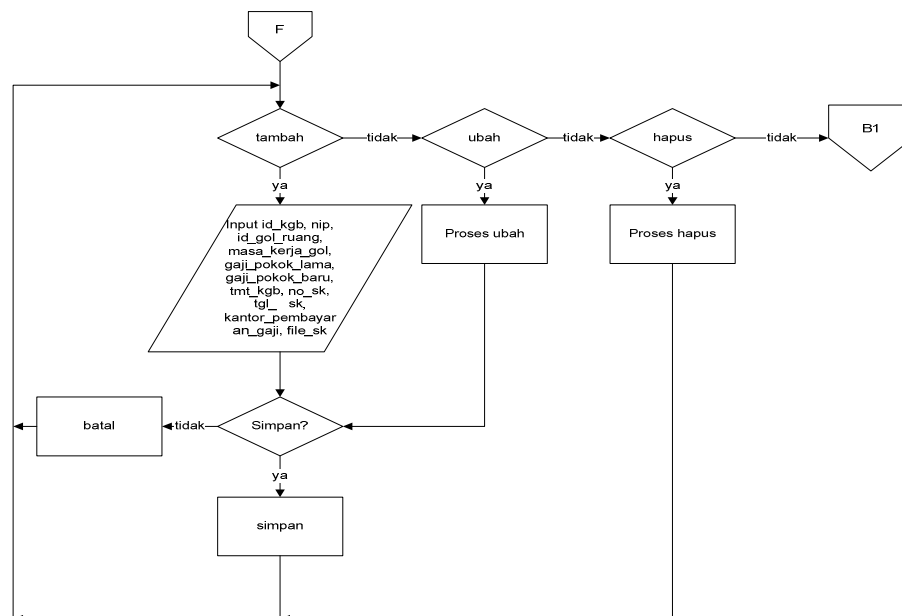 F
tambah
tidak
ubah
tidak
hapus
tidak
B1
ya
ya
ya
Input id_kgb, nip,
id_gol_ruang,
masa_kerja_gol,
gaji_pokok_lama,
gaji_pokok_baru,
tmt_kgb, no_sk,
tgl_ sk,
kantor_pembayar
an_gaji, file_sk
Proses ubah
Proses hapus
batal
tidak
Simpan?
ya
simpan